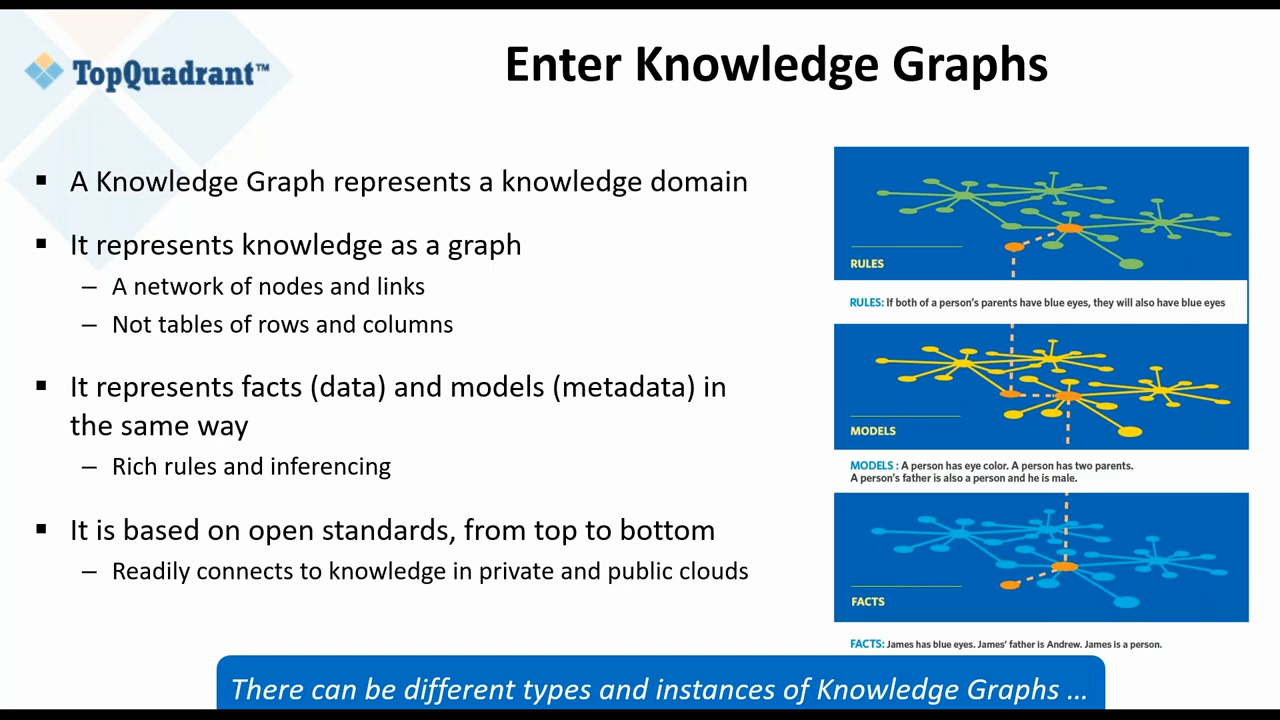 TopQuadrant™
Enter Knowledge Graphs
▪ A Knowledge Graph represents a knowledge domain
▪ It represents knowledge as a graph
– A network of nodes and links
– Not tables of rows and columns
▪ It represents facts (data) and models (metadata) in
the same way
– Rich rules and inferencing
▪ It is based on open standards, from top to bottom
– Readily connects to knowledge in private and public clouds
RULES
RULES: If both of a person's parents have blue eyes, they will also have blue eyes
MODELS
MODELS : A person has eye color. A person has two parents.
A person's father is also a person and he is male.
FACTS
FACTS: James has blue eyes. James' father is Andrew. James is a person.
There can be different types and instances of Knowledge Graphs ...